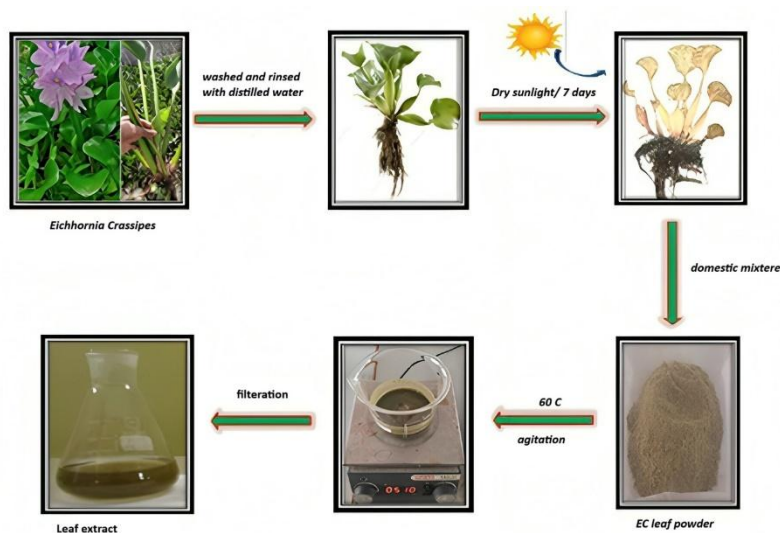 washed and rinsed
with distilled water
Dry sunlight/ 7 days
Eichhornia Crassipes
domestic mixtere
60 C
agitation
filteration
0510
Leaf extract
EC leaf powder